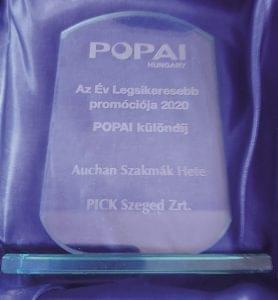 POPAI
HUNGARY
Az Év Legsikeresebb
promóciója 2020
POPAI különdíj
Auchan Szakmák Hete
PICK Szeged Zrt.